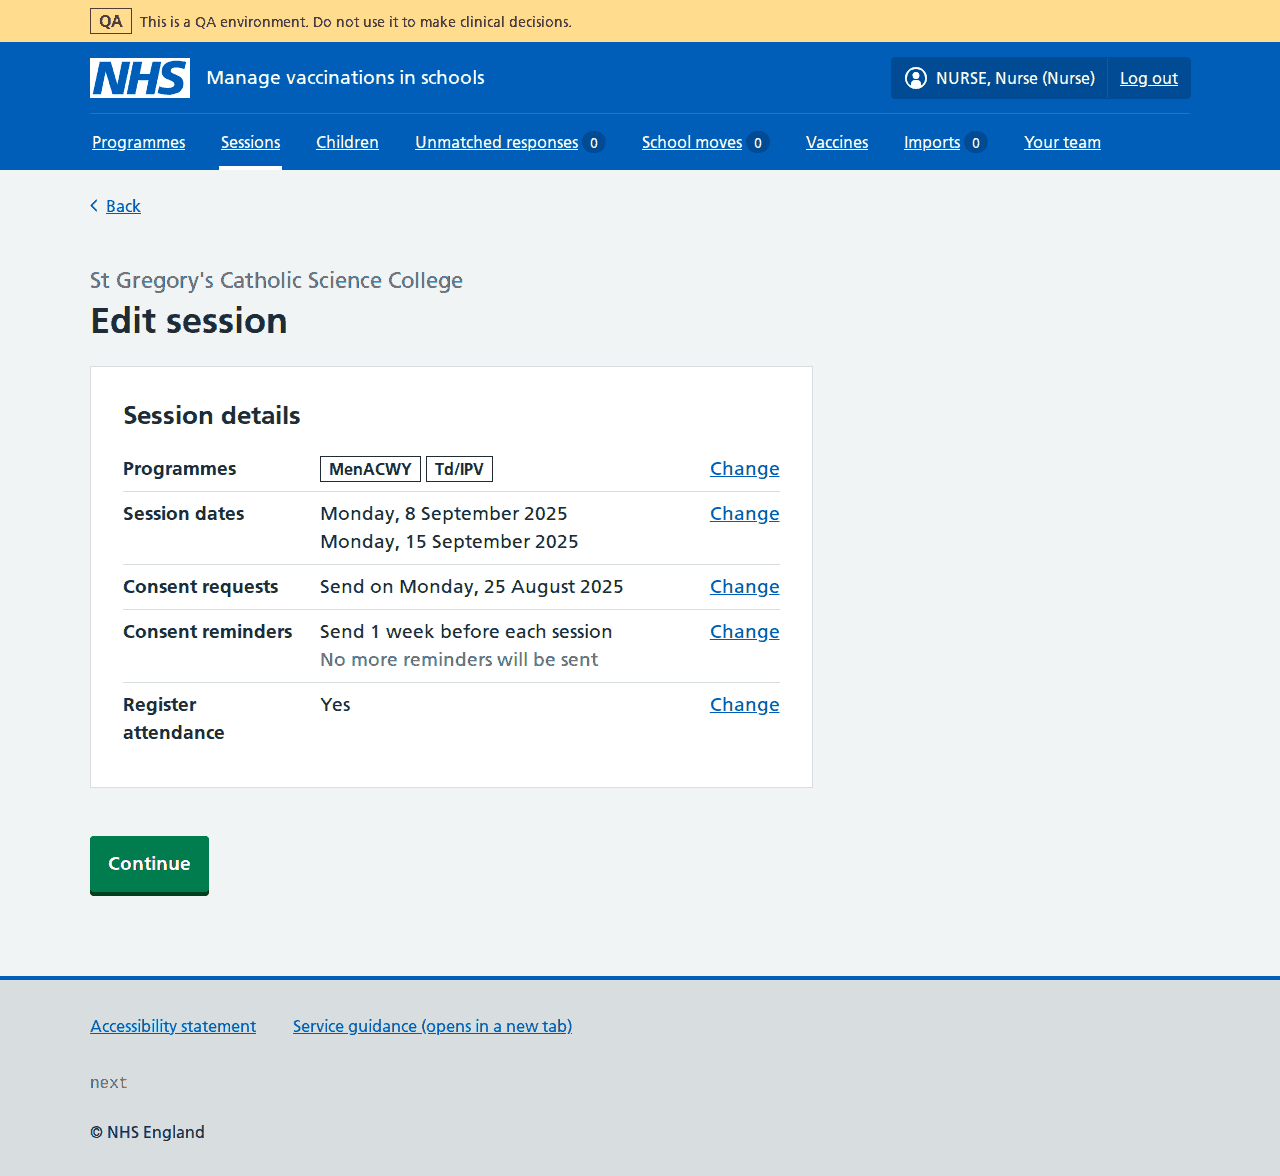 QA This is a QA environment. Do not use it to make clinical decisions.
NHS Manage vaccinations in schools NURSE, Nurse (Nurse) Log out
Programmes Sessions Children Unmatched responses 0 School moves 0 Vaccines Imports 0 Your team
Back
St Gregory's Catholic Science College
Edit session
Session details
Programmes MenACWY Td/IPV Change
Session dates Monday, 8 September 2025 Change
Monday, 15 September 2025
Consent requests Send on Monday, 25 August 2025 Change
Consent reminders Send 1 week before each session Change
No more reminders will be sent
Register Yes Change
attendance
Continue
Accessibility statement Service guidance (opens in a new tab)
next
© NHS England